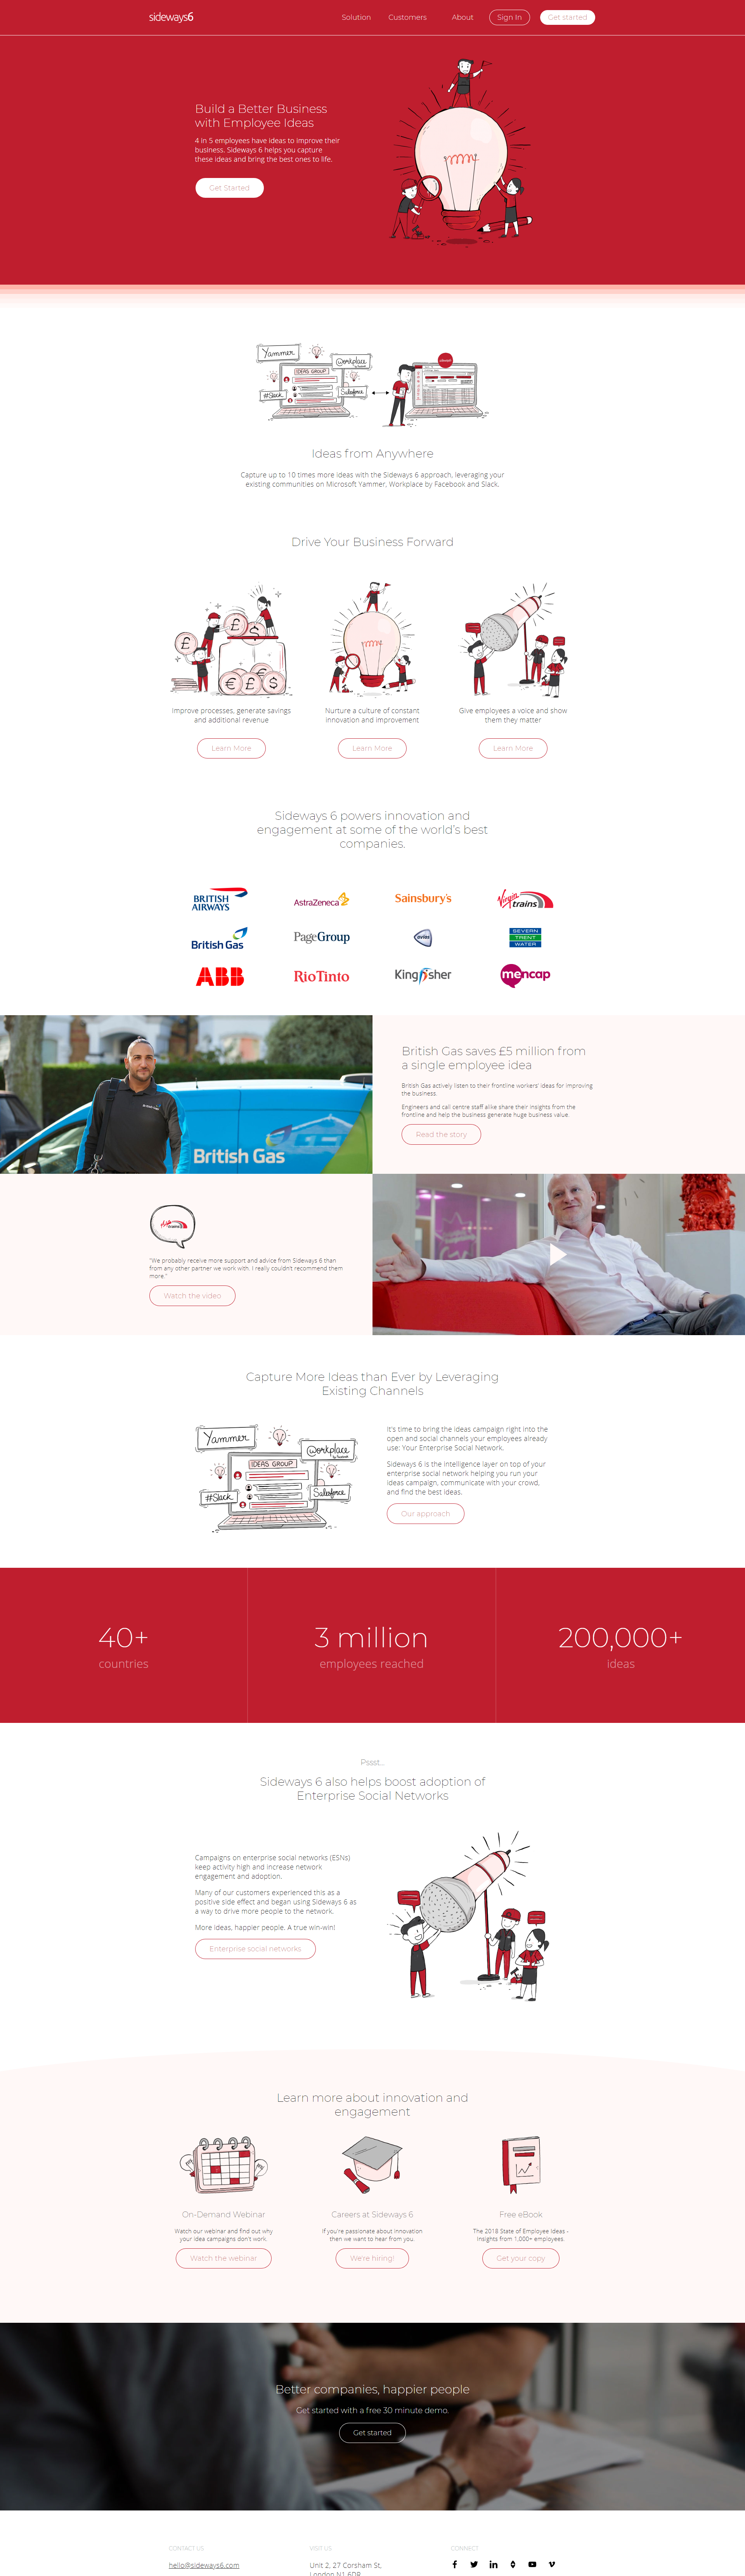 sideways6
Solution
Customers
About
Sign In
Get started
Build a Better Business
with Employee Ideas
4 in 5 employees have ideas to improve their
business. Sideways 6 helps you capture
these ideas and bring the best ones to life.
Get Started
Yammer
@workplace
IDEAS GROUP
#Slack
Salesforce
Ideas from Anywhere
Capture up to 10 times more ideas with the Sideways 6 approach, leveraging your
existing communities on Microsoft Yammer, Workplace by Facebook and Slack.
Drive Your Business Forward
£
£
$
€
£
$
Improve processes, generate savings
and additional revenue
Learn More
Nurture a culture of constant
innovation and improvement
Learn More
Give employees a voice and show
them they matter
Learn More
Sideways 6 powers innovation and
engagement at some of the world's best
companies.
BRITISH
AIRWAYS
AstraZeneca
Sainsbury's
Virgin
trains
British Gas
PageGroup
aviva
SEVERN
TRENT
WATER
ABB
RioTinto
Kingfisher
mencap
British Gas
British Gas
British Gas saves £5 million from
a single employee idea
British Gas actively listen to their frontline workers' ideas for improving
the business.
Engineers and call centre staff alike share their insights from the
frontline and help the business generate huge business value.
Read the story
Virgin
trains
"We probably receive more support and advice from Sideways 6 than
from any other partner we work with. I really couldn't recommend them
more."
Watch the video
Capture More Ideas than Ever by Leveraging
Existing Channels
Yammer
@workplace
by Facebook
IDEAS GROUP
#Slack
Salesforce
It's time to bring the ideas campaign right into the
open and social channels your employees already
use: Your Enterprise Social Network.
Sideways 6 is the intelligence layer on top of your
enterprise social network helping you run your
ideas campaign, communicate with your crowd,
and find the best ideas.
Our approach
40+
countries
3 million
employees reached
200,000+
ideas
Pssst...
Sideways 6 also helps boost adoption of
Enterprise Social Networks
Campaigns on enterprise social networks (ESNs)
keep activity high and increase network
engagement and adoption.
Many of our customers experienced this as a
positive side effect and began using Sideways 6 as
a way to drive more people to the network.
More ideas, happier people. A true win-win!
Enterprise social networks
Learn more about innovation and
engagement
On-Demand Webinar
Watch our webinar and find out why
your idea campaigns don't work.
Watch the webinar
Careers at Sideways 6
If you're passionate about innovation
then we want to hear from you.
We're hiring!
Free eBook
The 2018 State of Employee Ideas -
Insights from 1,000+ employees.
Get your copy
Better companies, happier people
Get started with a free 30 minute demo.
Get started
CONTACT US
hello@sideways6.com
VISIT US
Unit 2, 27 Corsham St,
London N1 6DR
CONNECT